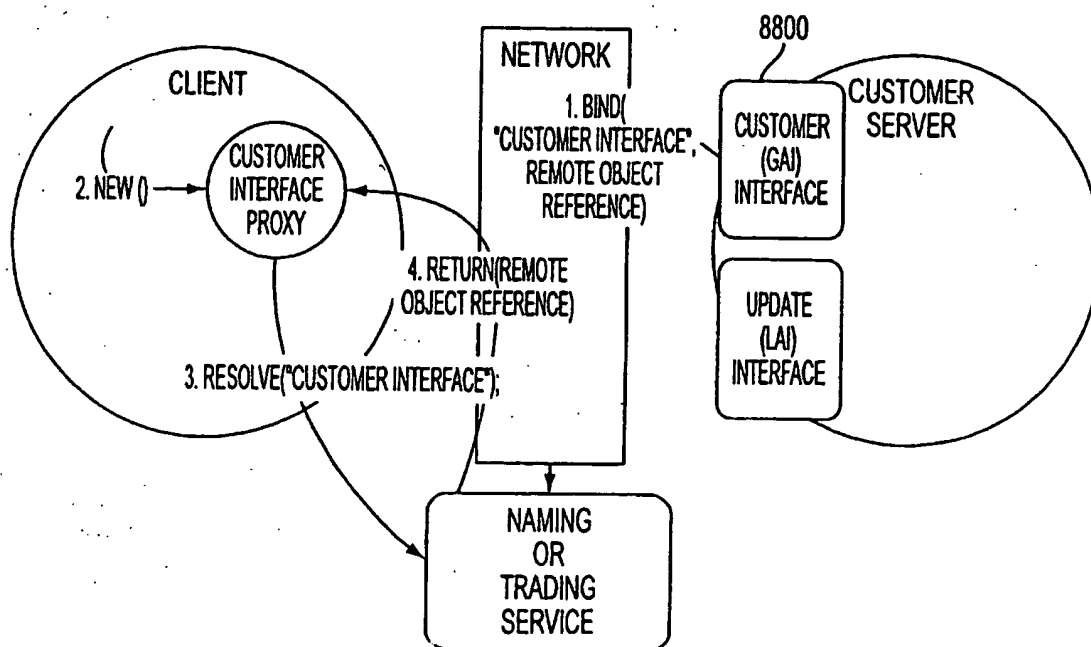 8800
NETWORK
CLIENT
CUSTOMER
SERVER
1. BIND(
"CUSTOMER INTERFACE",
REMOTE OBJECT
REFERENCE)
CUSTOMER
(GAI)
INTERFACE
2. NEW ()
CUSTOMER
INTERFACE
PROXY
4. RETURN(REMOTE
OBJECT REFERENCE)
UPDATE
(LAI)
INTERFACE
3. RESOLVE("CUSTOMER INTERFACE");
NAMING
OR
TRADING
SERVICE